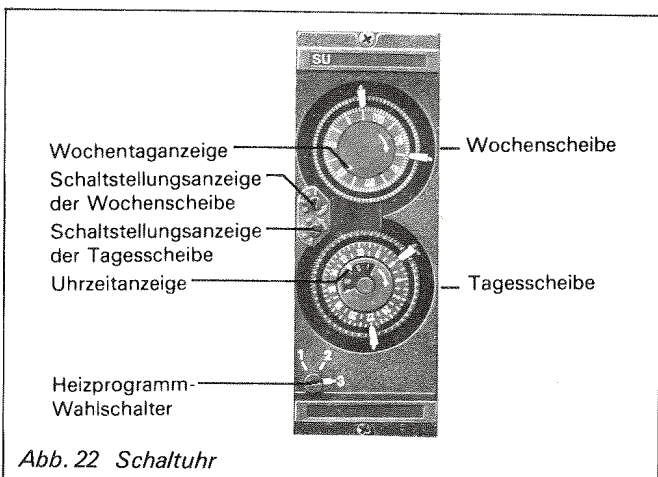 SU
Wochentaganzeige
Schaltstellungsanzeige
der Wochenscheibe
Schaltstellungsanzeige
der Tagesscheibe
Uhrzeitanzeige
Heizprogramm-
Wahlschalter
Wochenscheibe
Tagesscheibe
1 2
3
Abb. 22 Schaltuhr